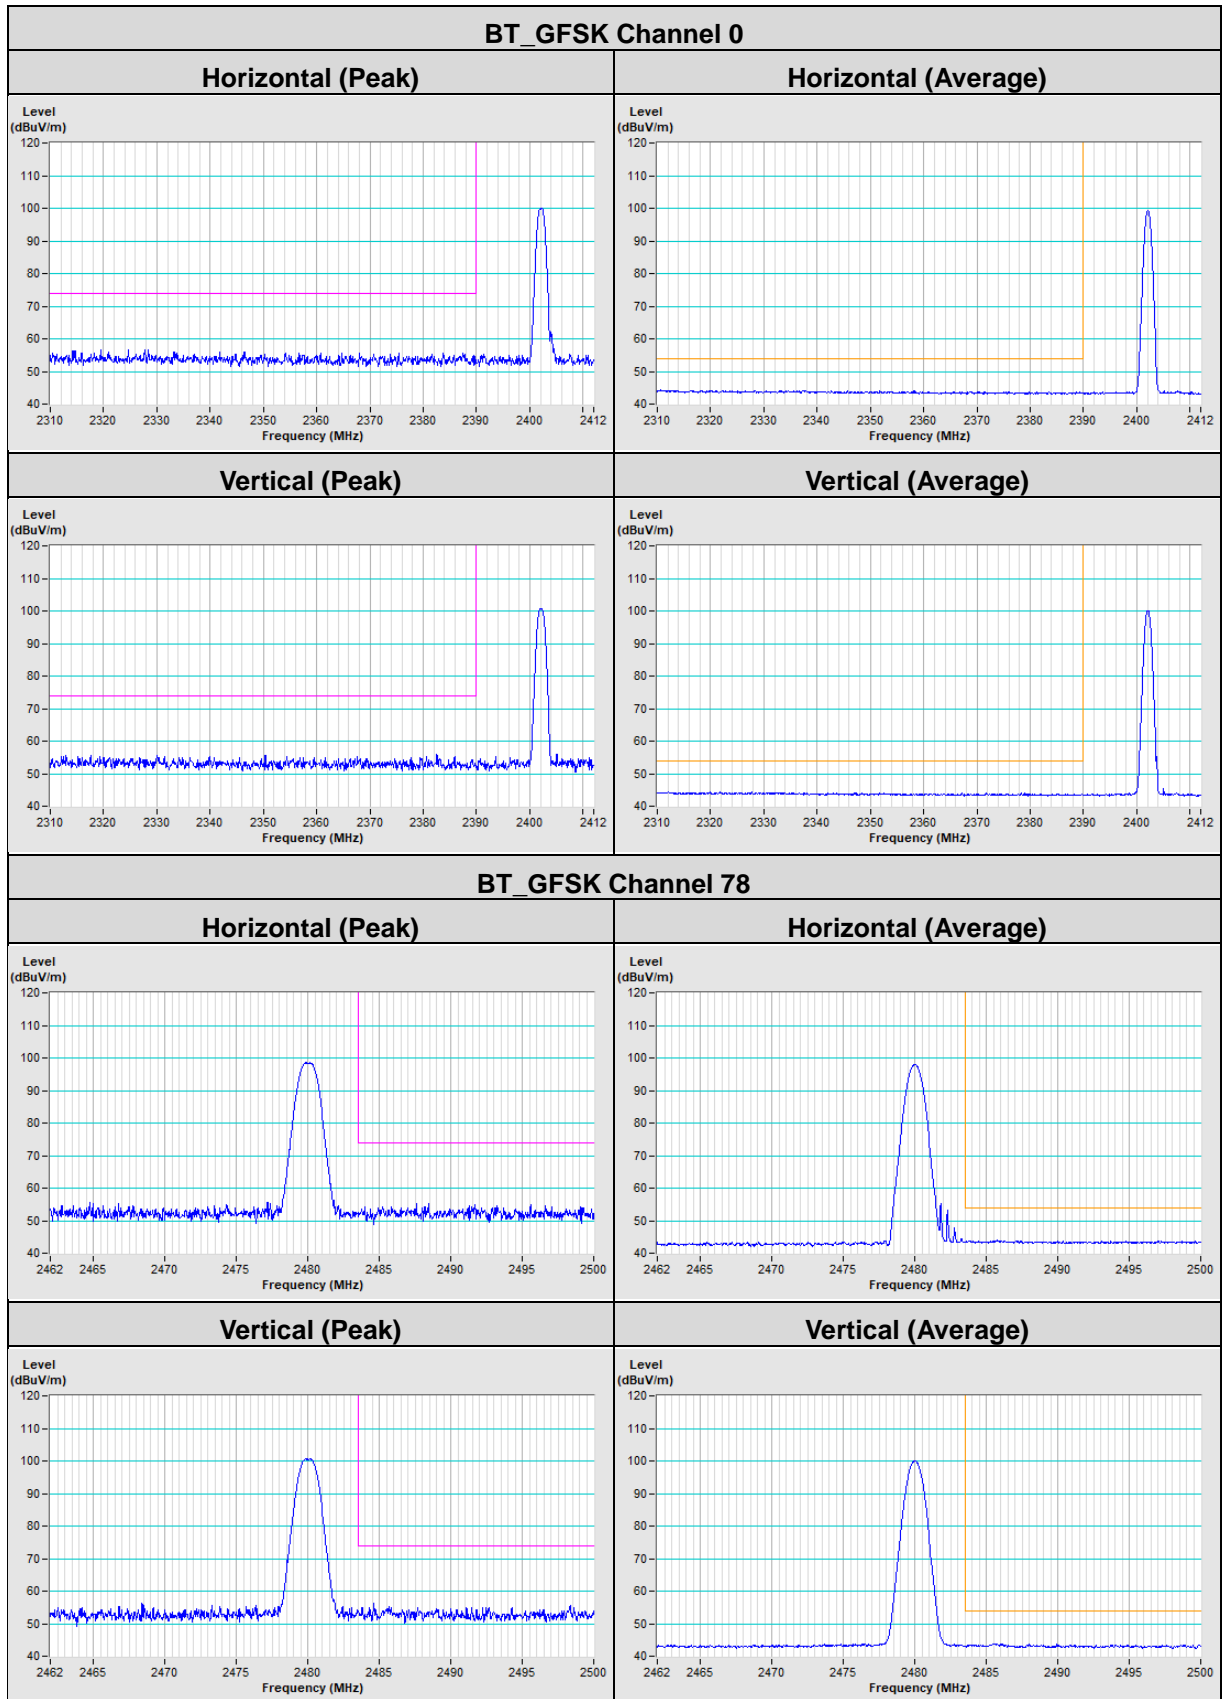 BT_GFSK Channel 0
Horizontal (Peak)
Horizontal (Average)
Level
(dBuV/m)
120
110
100
90
80
70
60
50
40
2310 2320 2330 2340 2350 2360 2370 2380 2390 2400 2412
Frequency (MHz)
Level
(dBuV/m)
120
110
100
90
80
70
60
50
40
2310 2320 2330 2340 2350 2360 2370 2380 2390 2400 2412
Frequency (MHz)
Vertical (Peak)
Vertical (Average)
Level
(dBuV/m)
120
110
100
90
80
70
60
50
40
2310 2320 2330 2340 2350 2360 2370 2380 2390 2400 2412
Frequency (MHz)
Level
(dBuV/m)
120
110
100
90
80
70
60
50
40
2310 2320 2330 2340 2350 2360 2370 2380 2390 2400 2412
Frequency (MHz)
BT_GFSK Channel 78
Horizontal (Peak)
Horizontal (Average)
Level
(dBuV/m)
120
110
100
90
80
70
60
50
40
2462 2465 2470 2475 2480 2485 2490 2495 2500
Frequency (MHz)
Level
(dBuV/m)
120
110
100
90
80
70
60
50
40
2462 2465 2470 2475 2480 2485 2490 2495 2500
Frequency (MHz)
Vertical (Peak)
Vertical (Average)
Level
(dBuV/m)
120
110
100
90
80
70
60
50
40
2462 2465 2470 2475 2480 2485 2490 2495 2500
Frequency (MHz)
Level
(dBuV/m)
120
110
100
90
80
70
60
50
40
2462 2465 2470 2475 2480 2485 2490 2495 2500
Frequency (MHz)